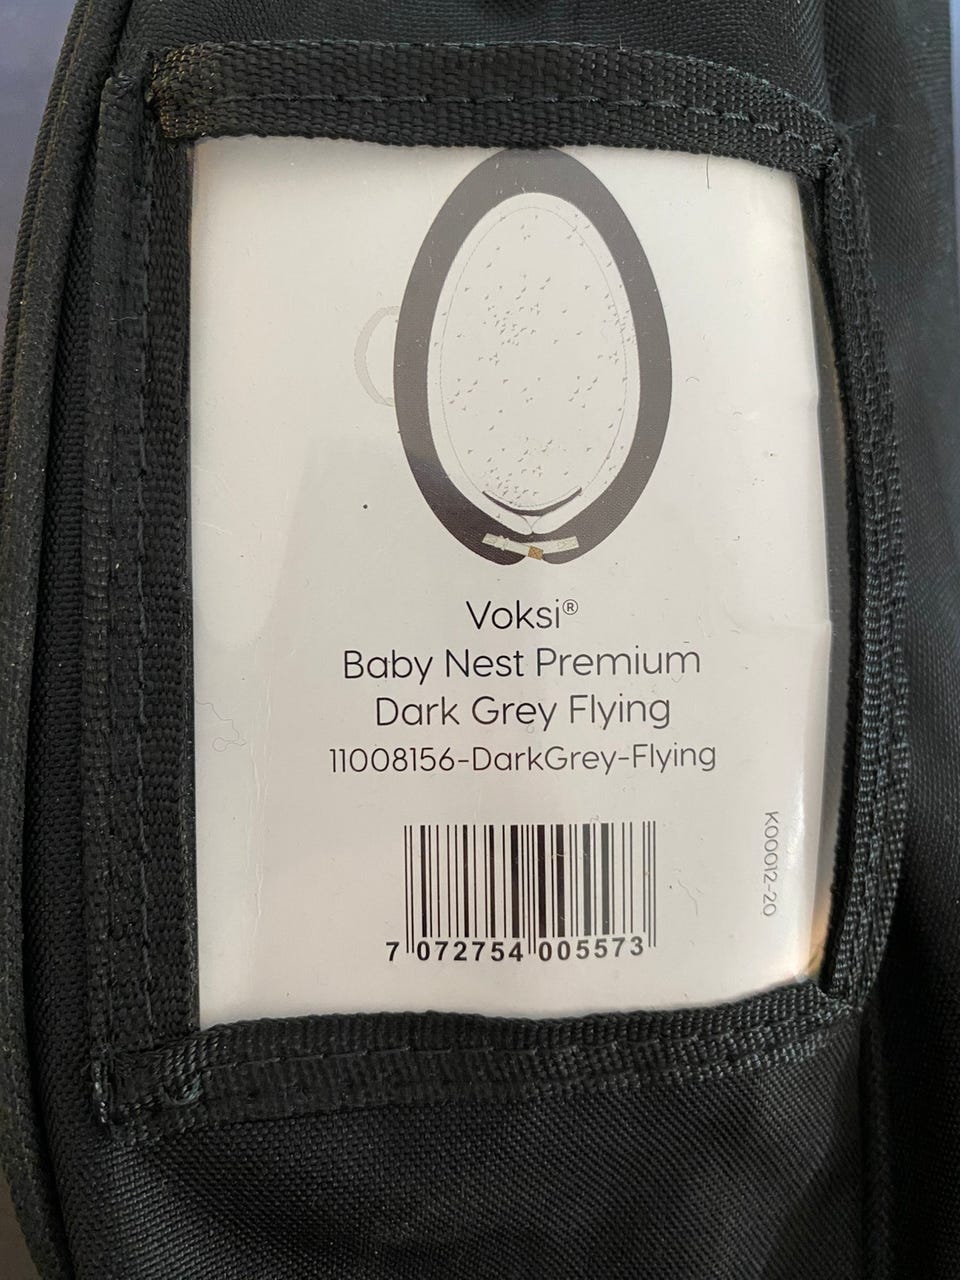 Voksi®
Baby Nest Premium
Dark Grey Flying
11008156-DarkGrey-Flying
7 072754 005573
K00012-20